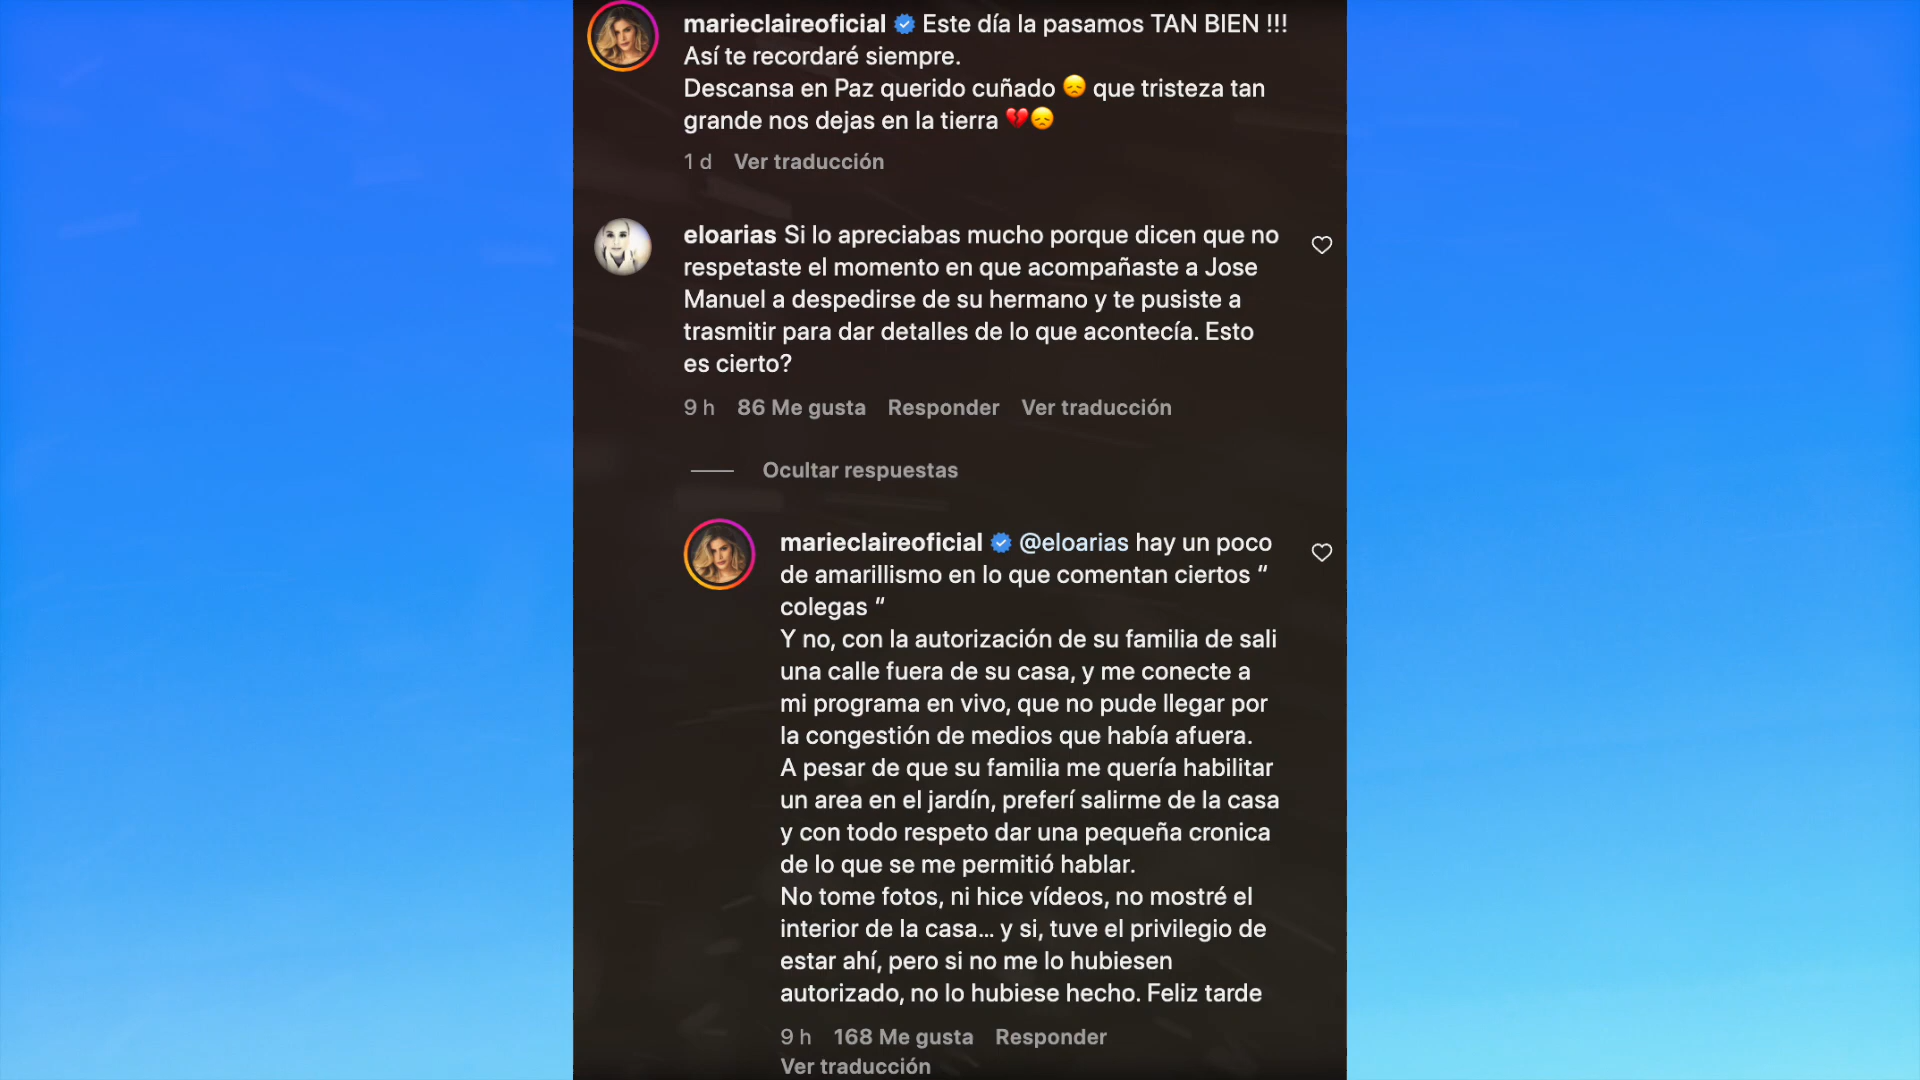 marieclaireoficial Este día la pasamos TAN BIEN !!!
Así te recordaré siempre.
Descansa en Paz querido cuñado 😞 que tristeza tan
grande nos dejas en la tierra 💔😞
1 d Ver traducción
eloarias Si lo apreciabas mucho porque dicen que no
respetaste el momento en que acompañaste a Jose
Manuel a despedirse de su hermano y te pusiste a
trasmitir para dar detalles de lo que acontecía. Esto
es cierto?
9 h 86 Me gusta Responder Ver traducción
Ocultar respuestas
marieclaireoficial @eloarias hay un poco
de amarillismo en lo que comentan ciertos “
colegas “
Y no, con la autorización de su familia de sali
una calle fuera de su casa, y me conecte a
mi programa en vivo, que no pude llegar por
la congestión de medios que había afuera.
A pesar de que su familia me quería habilitar
un area en el jardín, preferí salirme de la casa
y con todo respeto dar una pequeña cronica
de lo que se me permitió hablar.
No tome fotos, ni hice vídeos, no mostré el
interior de la casa... y si, tuve el privilegio de
estar ahí, pero si no me lo hubiesen
autorizado, no lo hubiese hecho. Feliz tarde
9 h 168 Me gusta Responder
Ver traducción